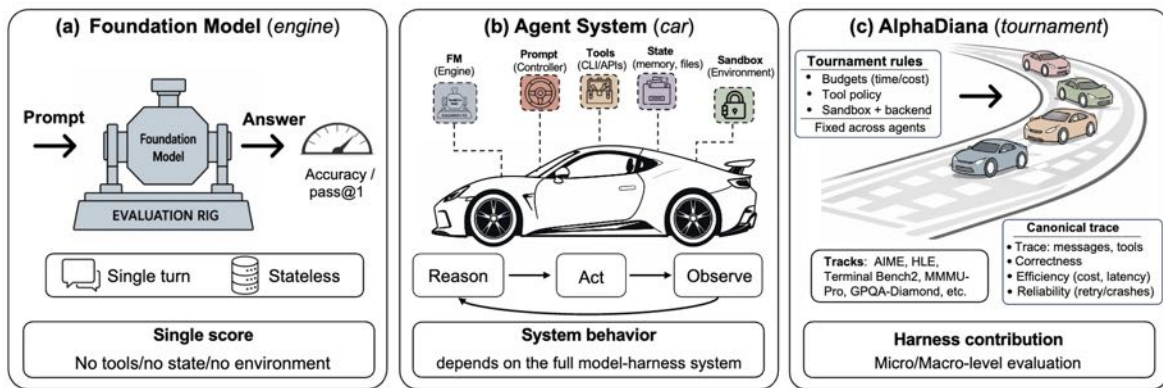 (a) Foundation Model (engine)
Prompt
Foundation
Model
Answer
Accuracy /
pass@1
EVALUATION RIG
Single turn
Stateless
Single score
No tools/no state/no environment
(b) Agent System (car)
FM
(Engine)
Prompt
(Controller)
Tools
(CLI/APIs)
State
(memory, files)
Sandbox
(Environment)
Reason
Act
Observe
System behavior
depends on the full model-harness system
(c) AlphaDiana (tournament)
Tournament rules
• Budgets (time/cost)
• Tool policy
• Sandbox + backend
Fixed across agents
Tracks: AIME, HLE,
Terminal Bench2, MMMU-
Pro, GPQA-Diamond, etc.
Canonical trace
• Trace: messages, tools
• Correctness
• Efficiency (cost, latency)
• Reliability (retry/crashes)
Harness contribution
Micro/Macro-level evaluation